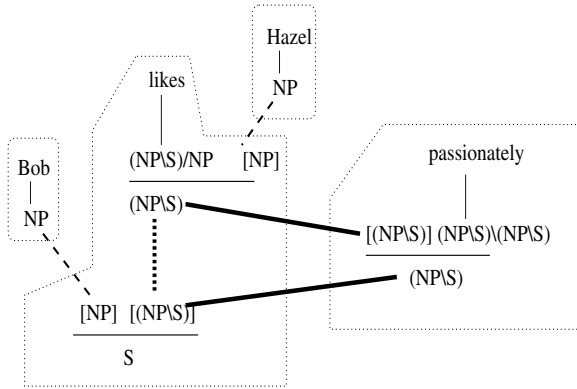 Hazel
NP
likes
(NP\S)/NP [NP]
(NP\S)
Bob
NP
[NP] [(NP\S)]
S
passionately
[(NP\S)] (NP\S)\(NP\S)
(NP\S)